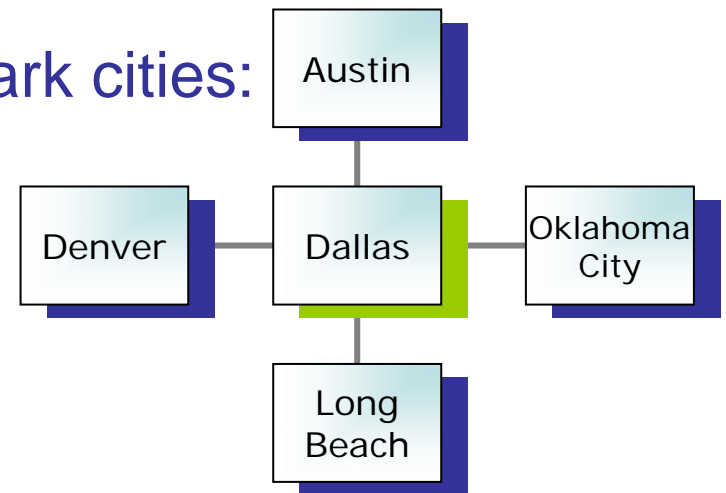 ark cities:
Austin
Denver
Dallas
Oklahoma
City
Long
Beach